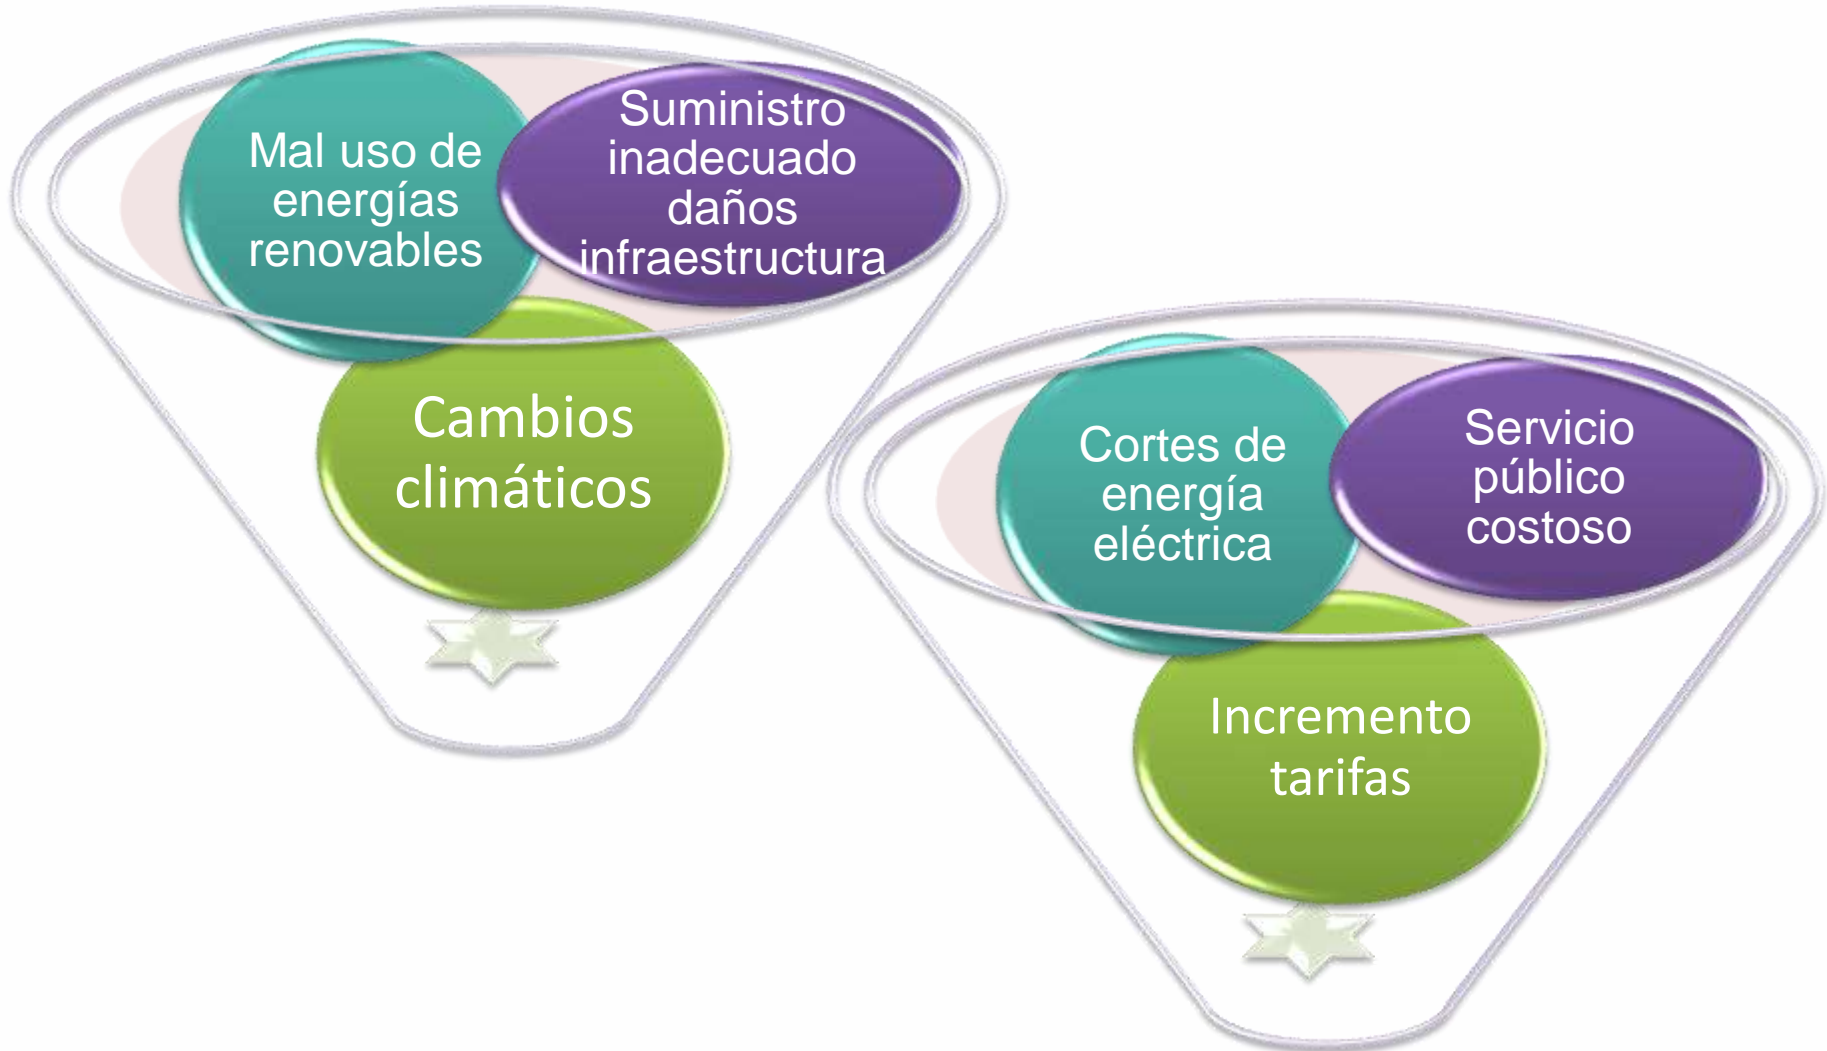 Mal uso de
energías
renovables
Suministro
inadecuado
daños
infraestructura
Cambios
climáticos
Cortes de
energía
eléctrica
Servicio
público
costoso
Incremento
tarifas